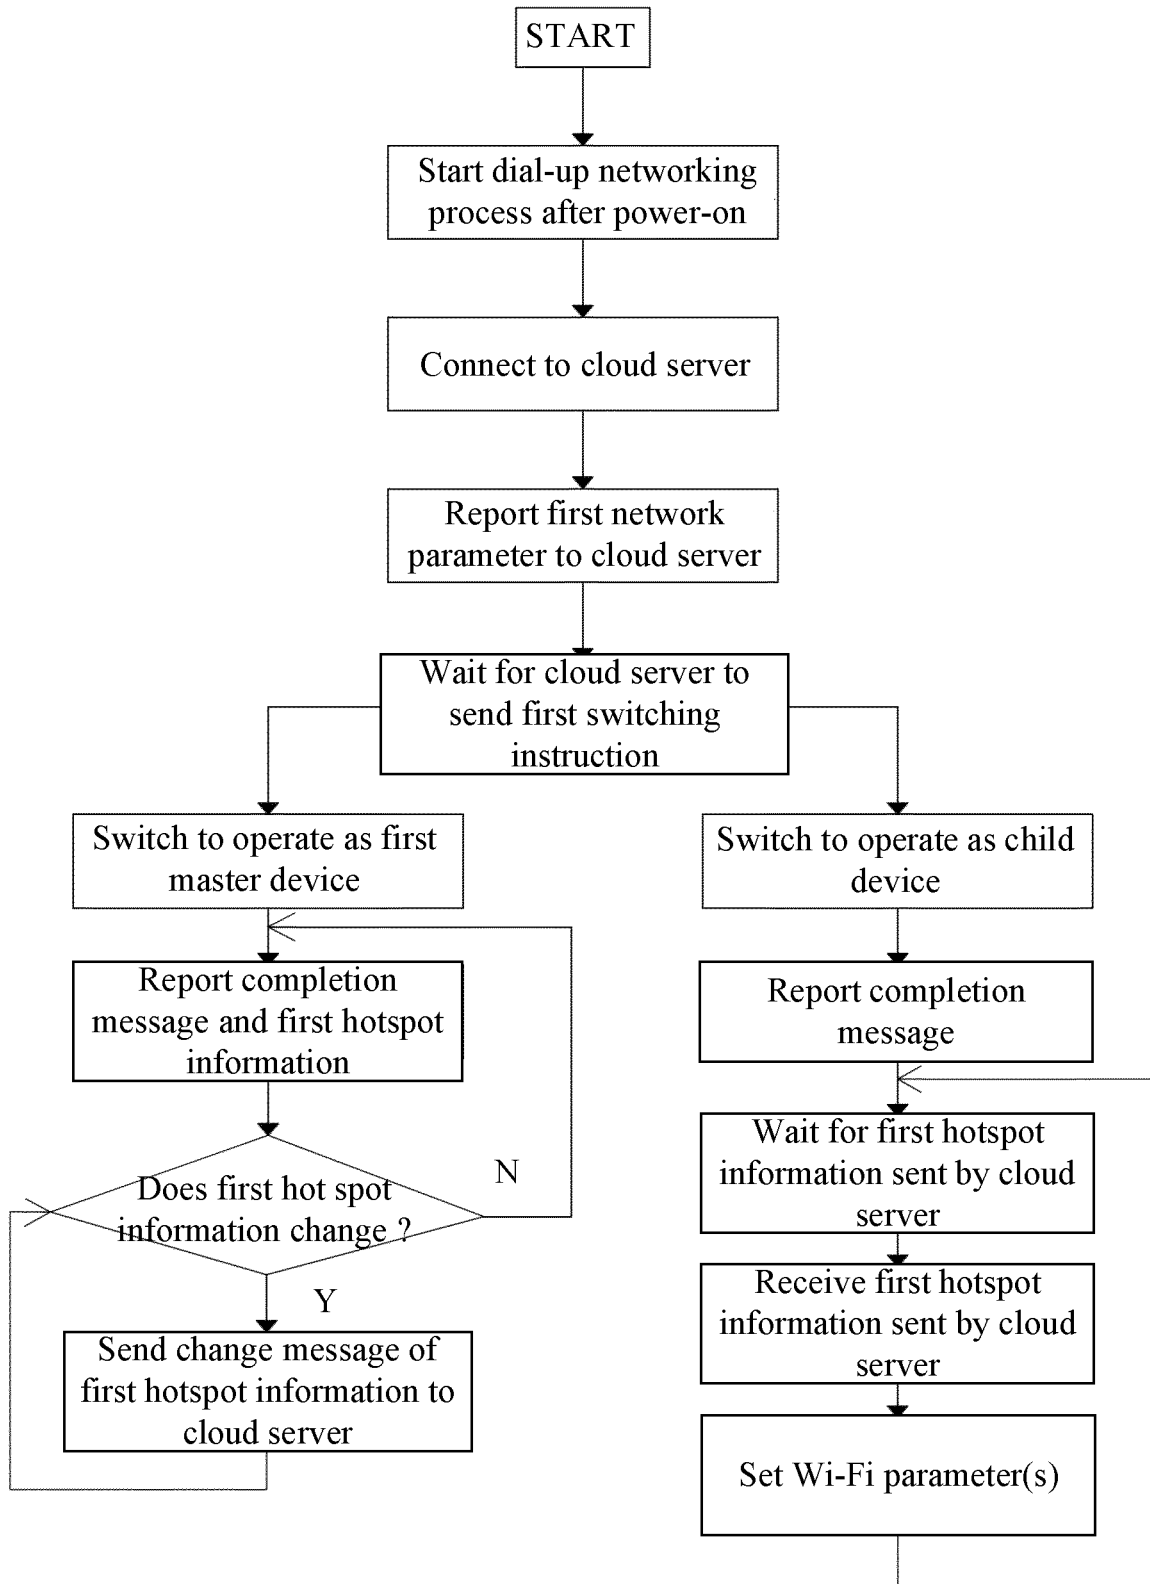 START
Start dial-up networking
process after power-on
Connect to cloud server
Report first network
parameter to cloud server
Wait for cloud server to
send first switching
instruction
Switch to operate as first
master device
Report completion
message and first hotspot
information
Does first hot spot
information change ?
N
Y
Send change message of
first hotspot information to
cloud server
Switch to operate as child
device
Report completion
message
Wait for first hotspot
information sent by cloud
server
Receive first hotspot
information sent by cloud
server
Set Wi-Fi parameter(s)